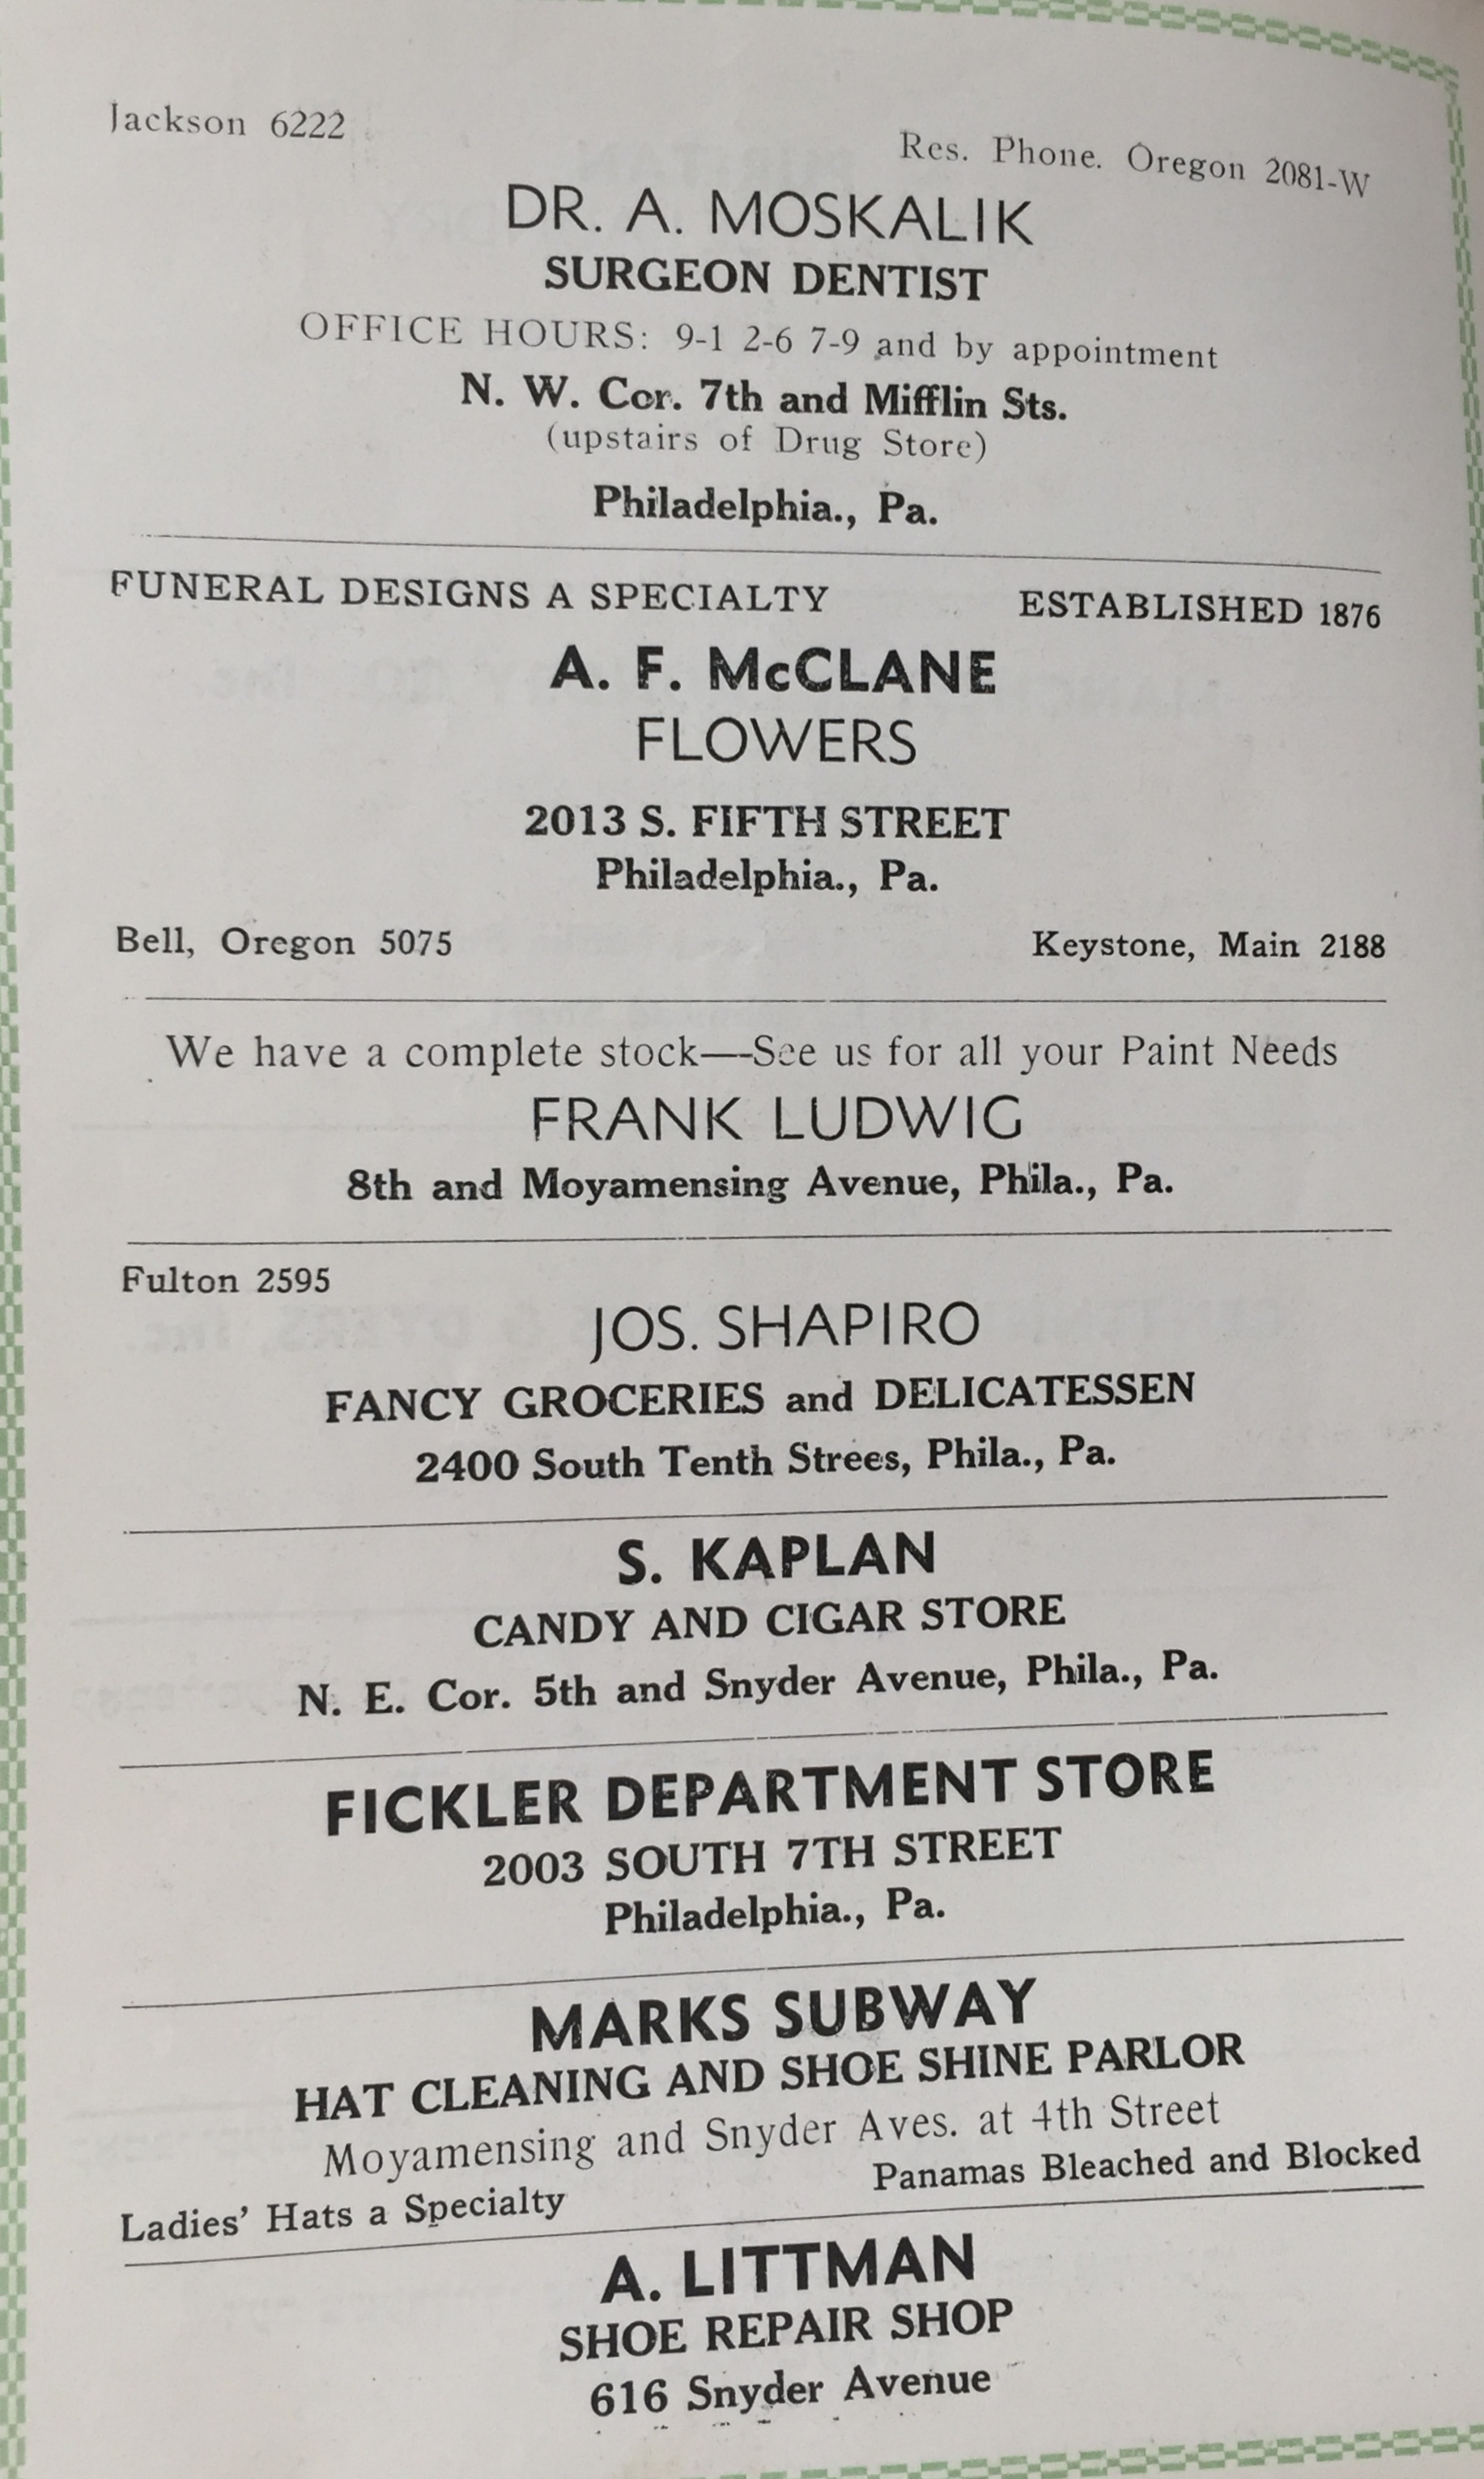 Jackson 6222
Res. Phone. Oregon 2081-W
DR. A. MOSKALIK
SURGEON DENTIST
OFFICE HOURS: 9-1 2-6 7-9 and by appointment
N. W. Cor. 7th and Mifflin Sts.
(upstairs of Drug Store)
Philadelphia., Pa.
FUNERAL DESIGNS A SPECIALTY ESTABLISHED 1876
A. F. McCLANE
FLOWERS
2013 S. FIFTH STREET
Philadelphia., Pa.
Bell, Oregon 5075 Keystone, Main 2188
We have a complete stock—-See us for all your Paint Needs
FRANK LUDWIG
8th and Moyamensing Avenue, Phila., Pa.
Fulton 2595
JOS. SHAPIRO
FANCY GROCERIES and DELICATESSEN
2400 South Tenth Strees, Phila., Pa.
S. KAPLAN
CANDY AND CIGAR STORE
N. E. Cor. 5th and Snyder Avenue, Phila., Pa.
FICKLER DEPARTMENT STORE
2003 SOUTH 7TH STREET
Philadelphia., Pa.
MARKS SUBWAY
HAT CLEANING AND SHOE SHINE PARLOR
Moyamensing and Snyder Aves. at 4th Street
Ladies' Hats a Specialty Panamas Bleached and Blocked
A. LITTMAN
SHOE REPAIR SHOP
616 Snyder Avenue